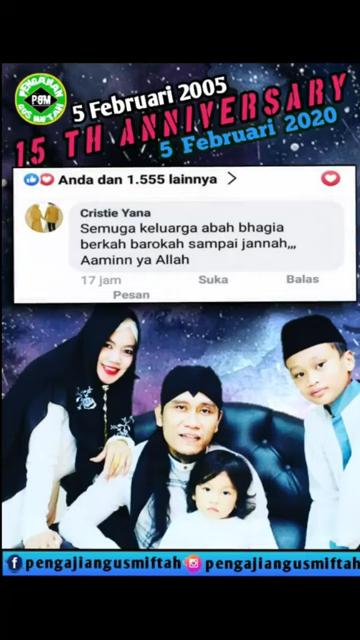 PENGAJIAN
PGM
GUS MIFTAH
5 Februari 2005
15 TH ANNIVERSARY
5 Februari 2020
Anda dan 1.555 lainnya >
Cristie Yana
Semuga keluarga abah bhagia
berkah barokah sampai jannah,,,
Aaminn ya Allah
17 jam Suka Balas
Pesan
pengajiangusmiftah pengajiangusmiftah